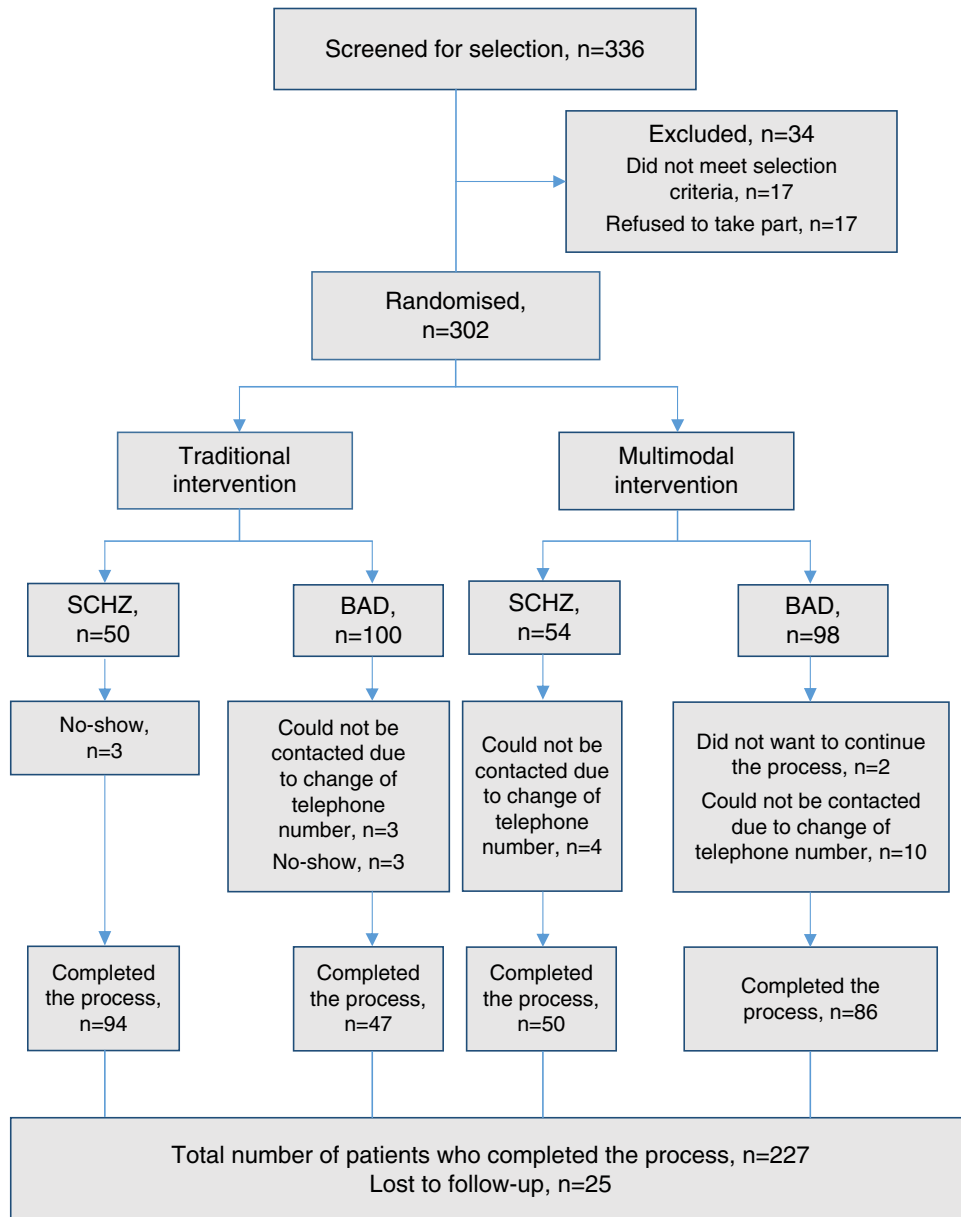 Screened for selection, n=336
Excluded, n=34
Did not meet selection
criteria, n=17
Refused to take part, n=17
Randomised,
n=302
Traditional
intervention
Multimodal
intervention
SCHZ,
n=50
BAD,
n=100
SCHZ,
n=54
BAD,
n=98
No-show,
n=3
Could not be
contacted due
to change of
telephone
number, n=3
No-show, n=3
Could not be
contacted due
to change of
telephone
number, n=4
Did not want to continue
the process, n=2
Could not be contacted
due to change of
telephone number, n=10
Completed
the process,
n=94
Completed
the process,
n=47
Completed
the process,
n=50
Completed the
process, n=86
Total number of patients who completed the process, n=227
Lost to follow-up, n=25